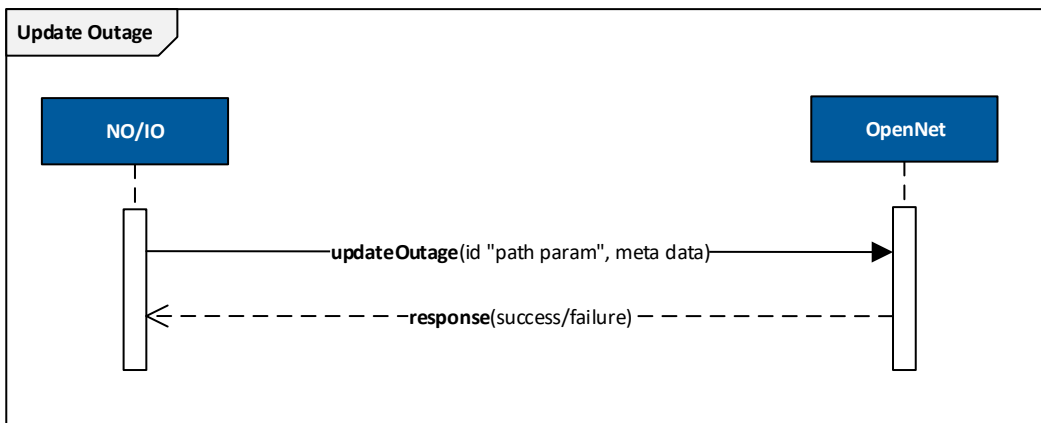 Update Outage
NO/IO
OpenNet
updateOutage(id "path param", meta data)
response(success/failure)